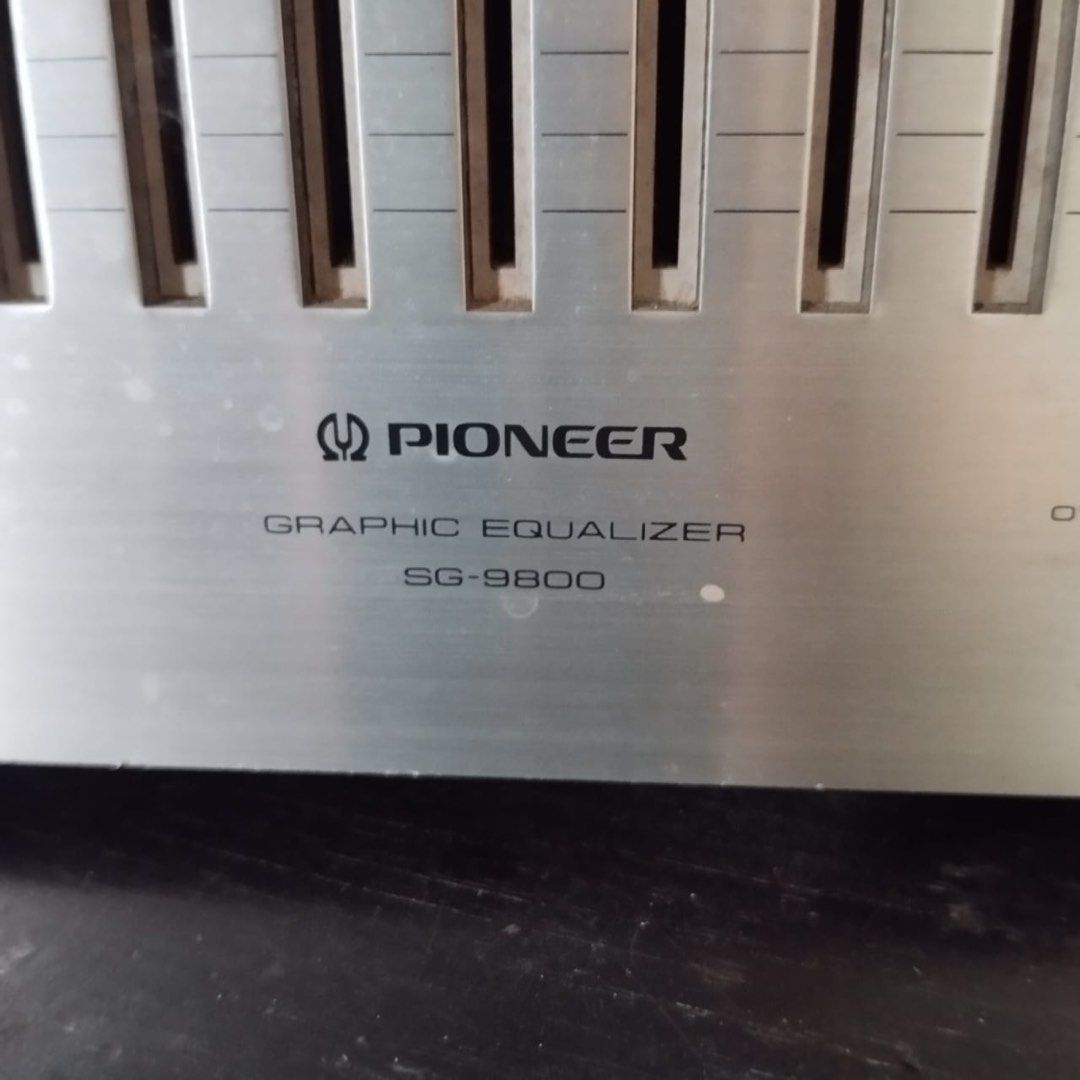 PIONEER
GRAPHIC EQUALIZER
SG-9800